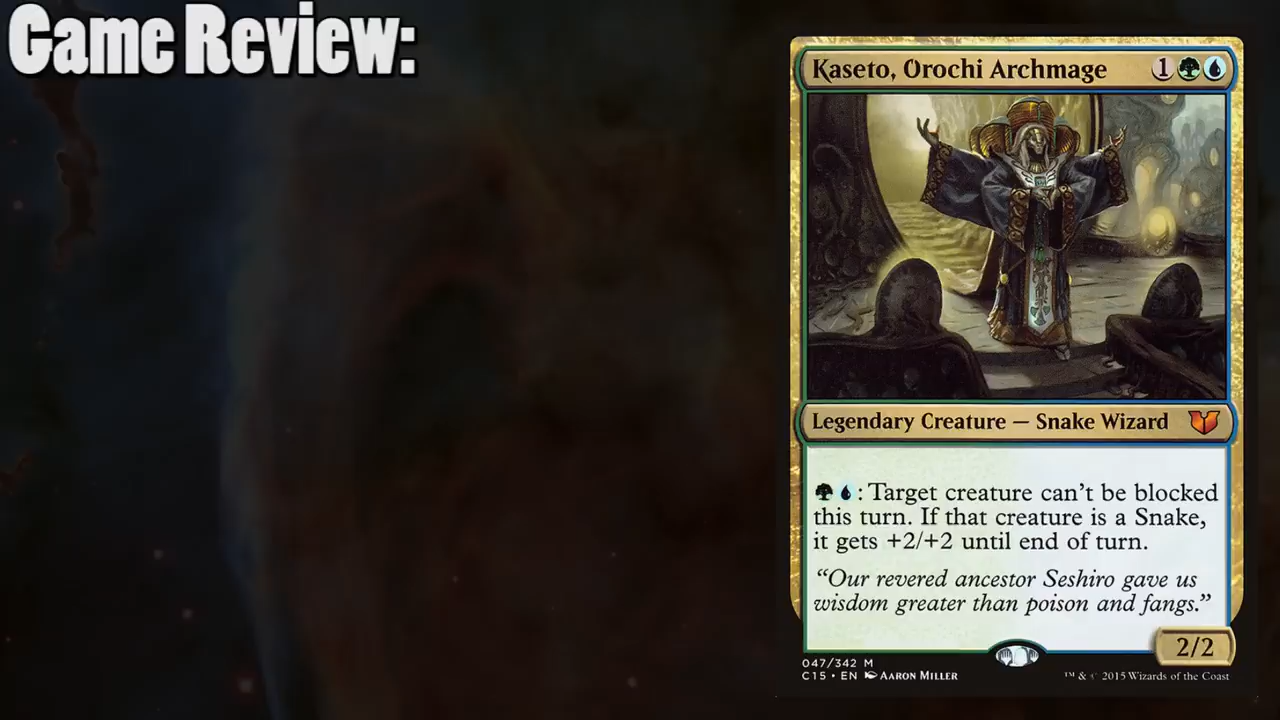 Game Review:
Kaseto, Orochi Archmage 1
Legendary Creature — Snake Wizard
: Target creature can't be blocked
this turn. If that creature is a Snake,
it gets +2/+2 until end of turn.
“Our revered ancestor Seshiro gave us
wisdom greater than poison and fangs.”
2/2
047/342 M
C15 • EN AARON MILLER
™ & © 2015 Wizards of the Coast